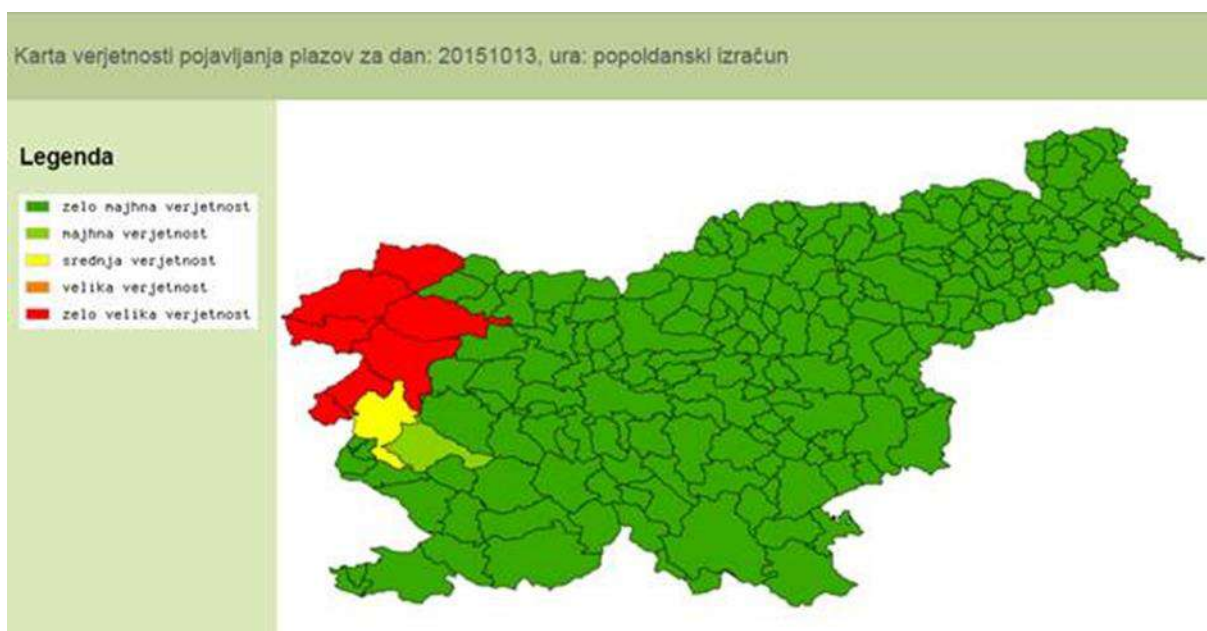 Karta verjetnosti pojavljanja plazov za dan: 20151013, ura: popoldanski izračun
Legenda
zelo majhna verjetnost
majhna verjetnost
srednja verjetnost
velika verjetnost
zelo velika verjetnost